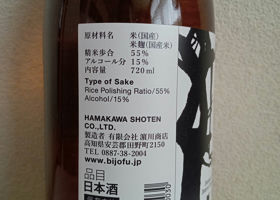 原材料名 米(国産)
米麹(国産米)
精米歩合 55%
アルコール分 15%
内容量 720ml
Type of Sake
Rice Polishing Ratio/55%
Alcohol/15%
HAMAKAWA SHOTEN
CO.,LTD.
製造者 有限会社 濵川商店
高知県安芸郡田野町2150
TEL 0887-38-2004
www.bijofu.jp
品目
日本酒